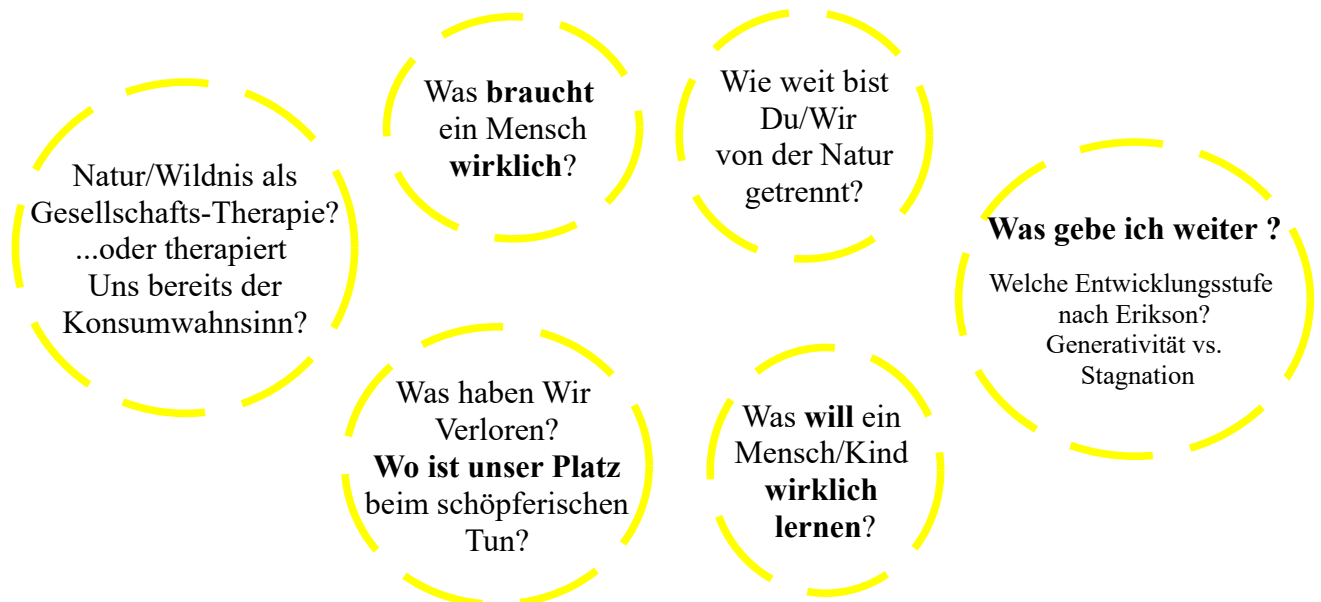 Natur/Wildnis als
Gesellschafts-Therapie?
...oder therapiert
Uns bereits der
Konsumwahnsinn?
Was braucht
ein Mensch
wirklich?
Wie weit bist
Du/Wir
von der Natur
getrennt?
Was gebe ich weiter ?
Welche Entwicklungsstufe
nach Erikson?
Generativität vs.
Stagnation
Was haben Wir
Verloren?
Wo ist unser Platz
beim schöpferischen
Tun?
Was will ein
Mensch/Kind
wirklich
lernen?